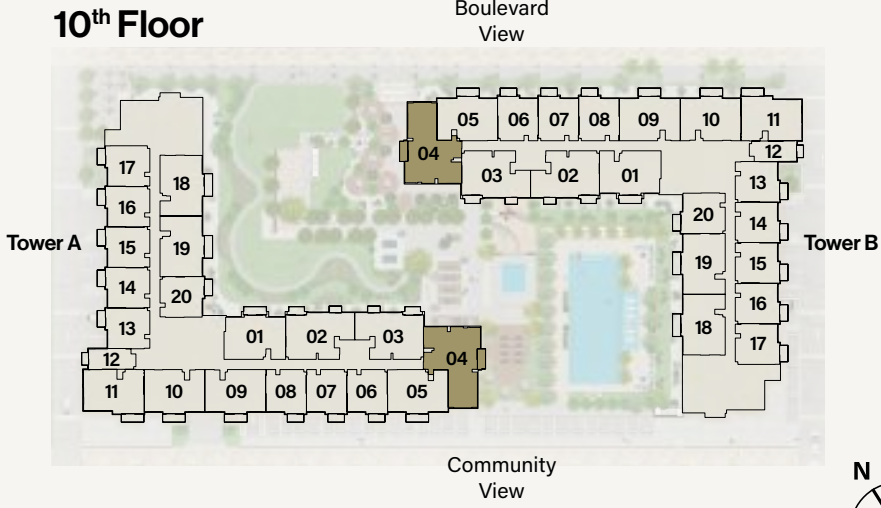 Boulevard
View
10th Floor
05 06 07 08 09 10 11
04
12
03 02 01
13
17
18
16
20
14
Tower A
15
19
19
15
Tower B
14
20
16
13
18
17
01 02 03
12
04
11 10 09 08 07 06 05
Community
View
N